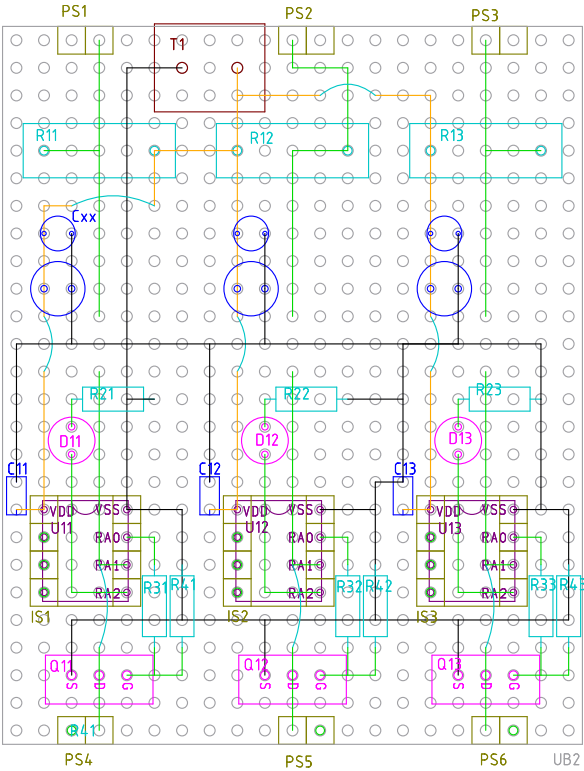 PS1 PS2 PS3
T1
R11 R12 R13
Cxx
R21 R22 R23
D11 D12 D13
C11 C12 C13
VDD VSS VDD VSS VDD VSS
U11 U12 U13
RA0 RA0 RA0
RA1 RA1 RA1
R31 R41 R32 R42 R33 R43
RA2 RA2 RA2
IS1 IS2 IS3
Q11 Q12 Q13
S D G S D G S D G
R41
PS4 PS5 PS6
UB2